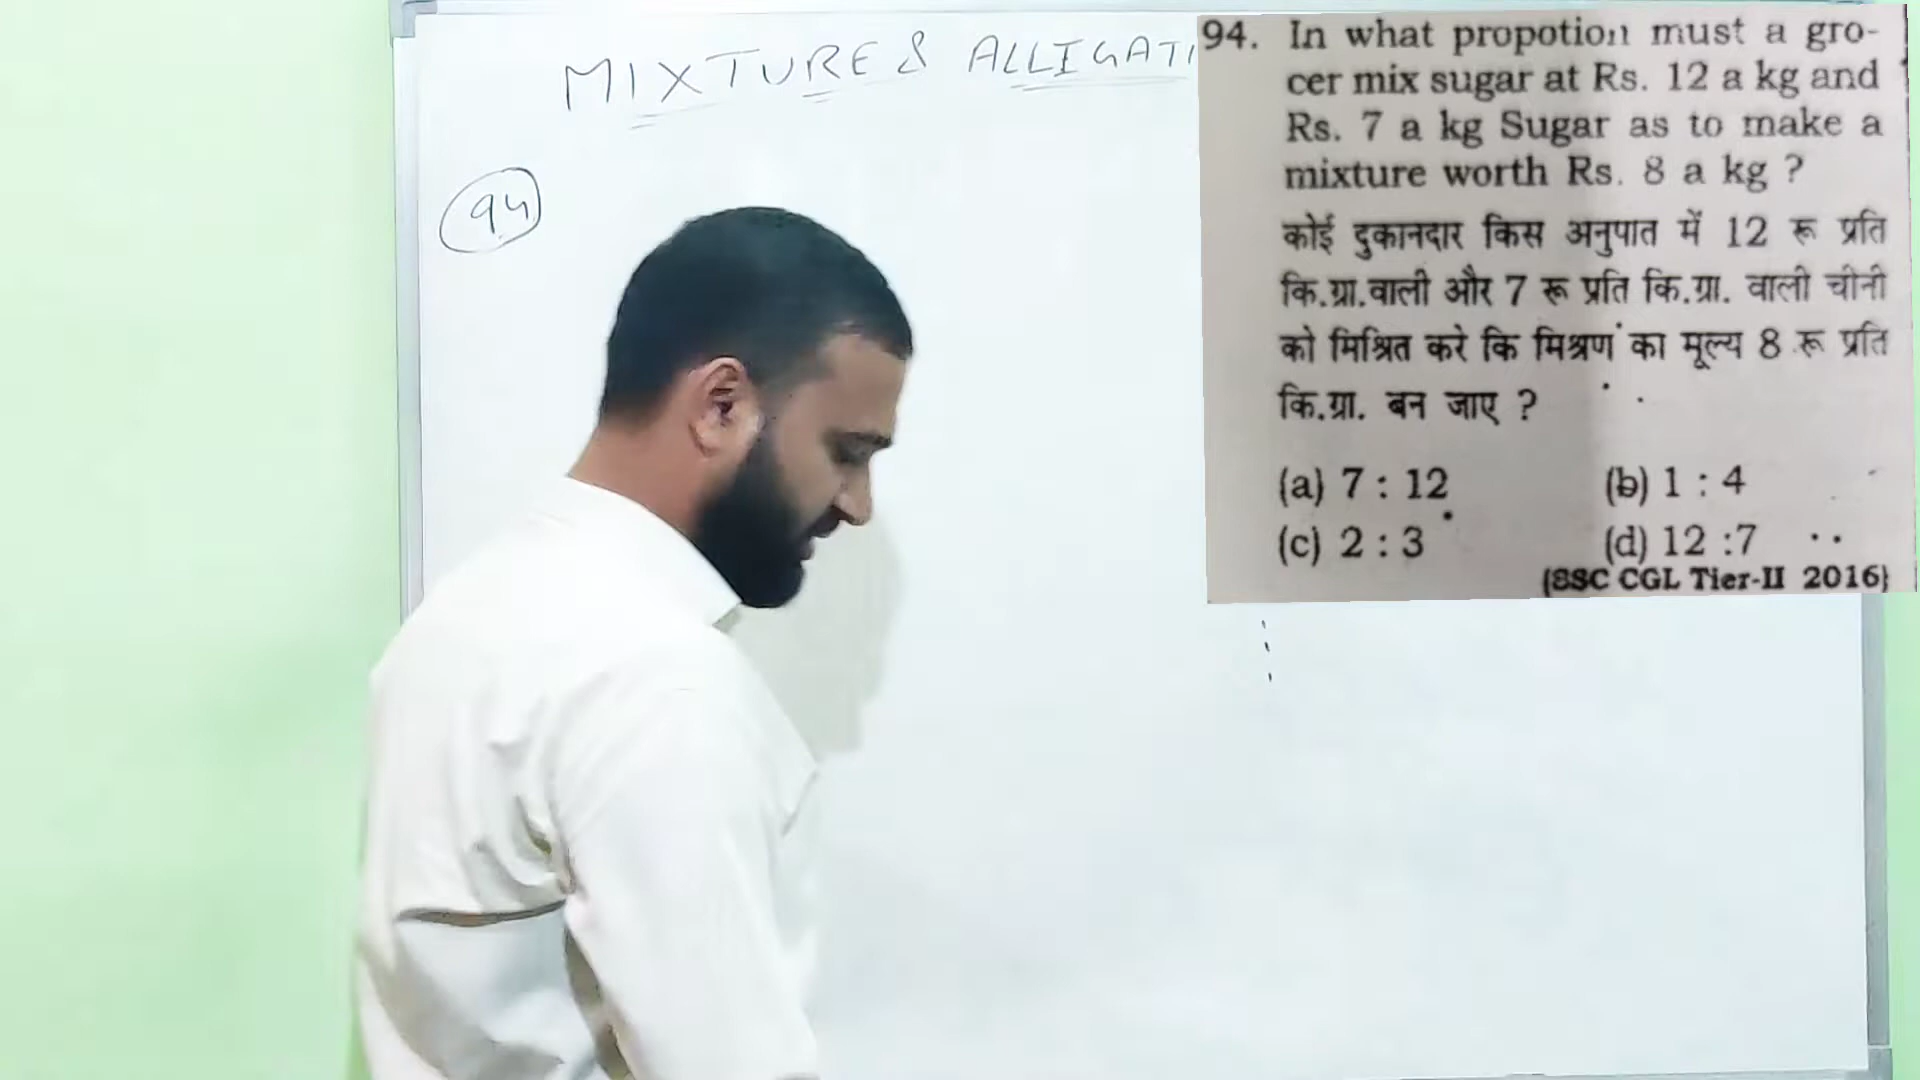 MIXTURE & ALLIGATI
94
94. In what propotion must a gro-
cer mix sugar at Rs. 12 a kg and
Rs. 7 a kg Sugar as to make a
mixture worth Rs. 8 a kg ?
कोई दुकानदार किस अनुपात में 12 रू प्रति
कि.ग्रा.वाली और 7 रू प्रति कि.ग्रा. वाली चीनी
को मिश्रित करे कि मिश्रण का मूल्य 8 रू प्रति
कि.ग्रा. बन जाए ?
(a) 7 : 12 (b) 1 : 4
(c) 2 : 3 (d) 12 :7
(SSC CGL Tier-II 2016)